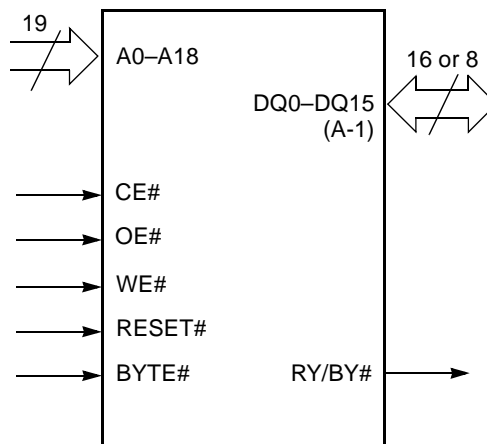 19
A0–A18
16 or 8
DQ0–DQ15
(A-1)
CE#
OE#
WE#
RESET#
BYTE#
RY/BY#